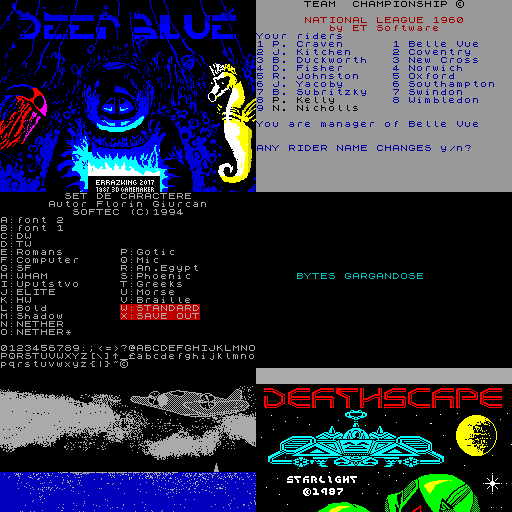 DEEP BLUE
ERRAZKING 2017
1987 3D GAMEMAKER
TEAM CHAMPIONSHIP ©
NATIONAL LEAGUE 1960
by ET Software
Your riders
1 P. Craven 1 Belle Vue
2 J. Kitchen 2 Coventry
3 B. Duckworth 3 New Cross
4 D. Fisher 4 Norwich
5 R. Johnston 5 Oxford
6 J. Yacoby 6 Southampton
7 B. Subritzky 7 Swindon
8 P. Kelly 8 Wimbledon
9 N. Nicholls
You are manager of Belle Vue
ANY RIDER NAME CHANGES y/n?
SET DE CARACTERE
Autor Florin Giurcan
SOFTEC (C)1994
A:font 2
B:font 1
C:DW
D:TW
E:Romans P:Gotic
F:Computer Q:Mic
G:SF R:An.Egypt
H:WHAM S:Phoenic
I:Uputstvo T:Greeks
J:ELITE U:Morse
K:HW V:Braille
L:Bold W:STANDARD
M:Shadow X:SAVE OUT
N:NETHER
O:NETHER*
0123456789:;<=>?@ABCDEFGHIJKLMNO
PQRSTUVWXYZ[\]↑_£abcdefghijklmno
pqrstuvwxyz{|}~©
BYTES GARGANDOSE
DEATHSCAPE
STARLIGHT
©1987